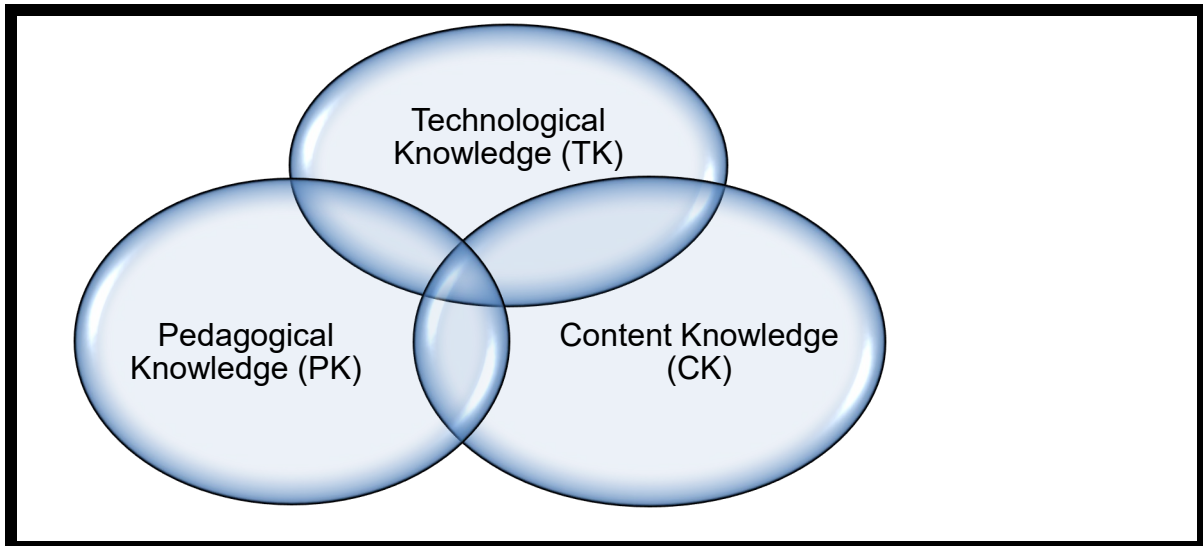 Technological
Knowledge (TK)
Pedagogical
Knowledge (PK)
Content Knowledge
(CK)